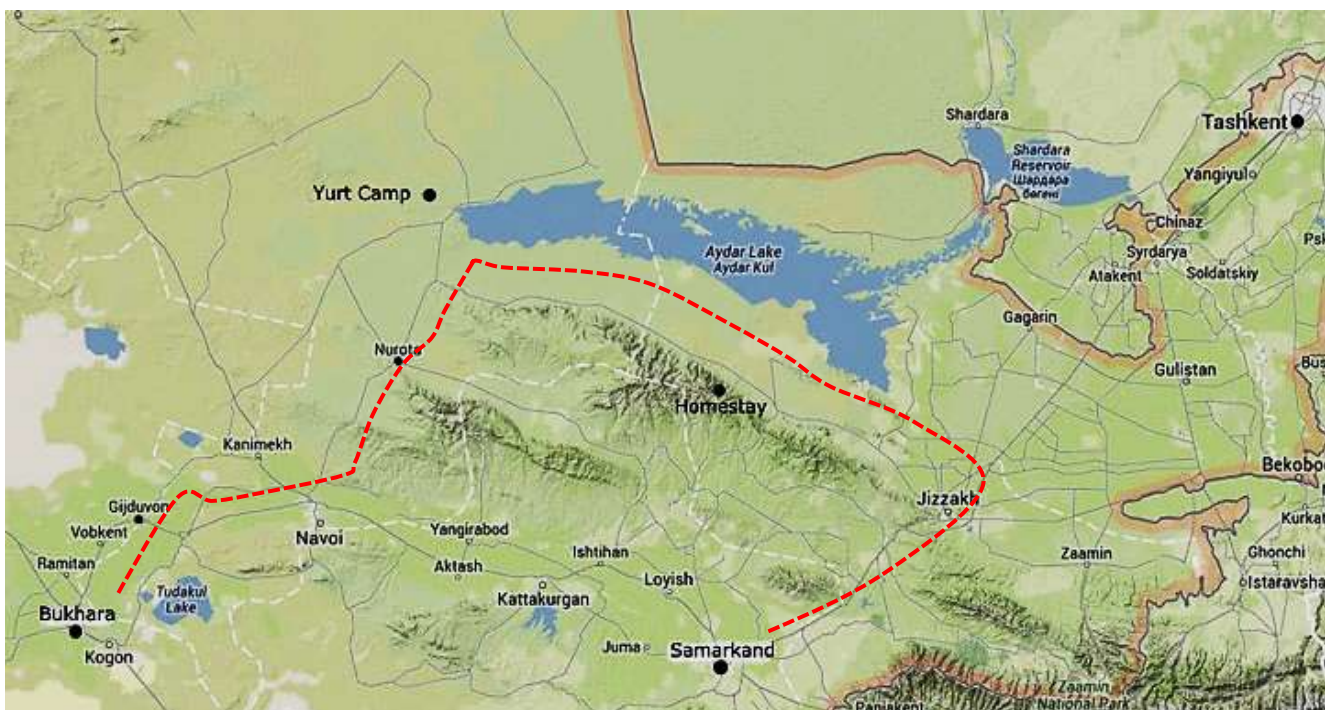 Shardara
Tashkent
Shardara
Reservoir
Шардара
бөгені
Yangiyul
Yurt Camp
Chinaz
Aydar Lake
Aydar Kul
Syrdarya
Atakent
Soldatskiy
Gagarin
Nurota
Gulistan
Homestay
Kanimekh
Jizzakh
Gijduvon
Vobkent
Navoi
Yangirabod
Ishtihan
Zaamin
Ghonchi
Ramitan
Aktash
Loyish
Istaravsha
Tudakul
Lake
Kattakurgan
Bukhara
Kogon
Juma
Samarkand
Zaamin
National Park
Panjakent
Kurkat